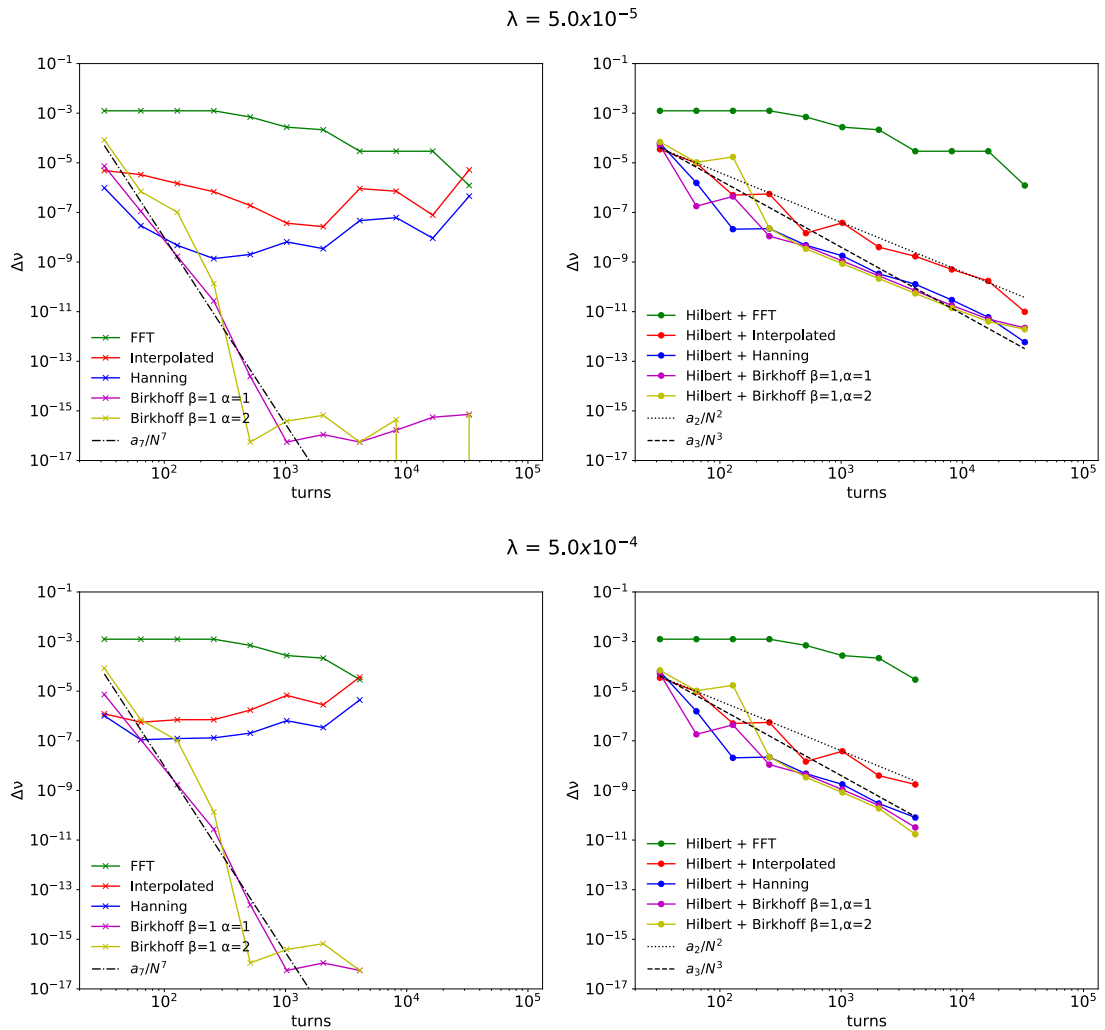 λ = 5.0x10⁻⁵
10⁻¹
10⁻³
10⁻⁵
10⁻⁷
10⁻⁹
10⁻¹¹
10⁻¹³
10⁻¹⁵
10⁻¹⁷
Δν
FFT
Interpolated
Hanning
Birkhoff β=1 α=1
Birkhoff β=1 α=2
a₇/N⁷
10² 10³ 10⁴ 10⁵
turns
10⁻¹
10⁻³
10⁻⁵
10⁻⁷
10⁻⁹
10⁻¹¹
10⁻¹³
10⁻¹⁵
10⁻¹⁷
Δν
Hilbert + FFT
Hilbert + Interpolated
Hilbert + Hanning
Hilbert + Birkhoff β=1,α=1
Hilbert + Birkhoff β=1,α=2
a₂/N²
a₃/N³
10² 10³ 10⁴ 10⁵
turns
λ = 5.0x10⁻⁴
10⁻¹
10⁻³
10⁻⁵
10⁻⁷
10⁻⁹
10⁻¹¹
10⁻¹³
10⁻¹⁵
10⁻¹⁷
Δν
FFT
Interpolated
Hanning
Birkhoff β=1 α=1
Birkhoff β=1 α=2
a₇/N⁷
10² 10³ 10⁴ 10⁵
turns
10⁻¹
10⁻³
10⁻⁵
10⁻⁷
10⁻⁹
10⁻¹¹
10⁻¹³
10⁻¹⁵
10⁻¹⁷
Δν
Hilbert + FFT
Hilbert + Interpolated
Hilbert + Hanning
Hilbert + Birkhoff β=1,α=1
Hilbert + Birkhoff β=1,α=2
a₂/N²
a₃/N³
10² 10³ 10⁴ 10⁵
turns